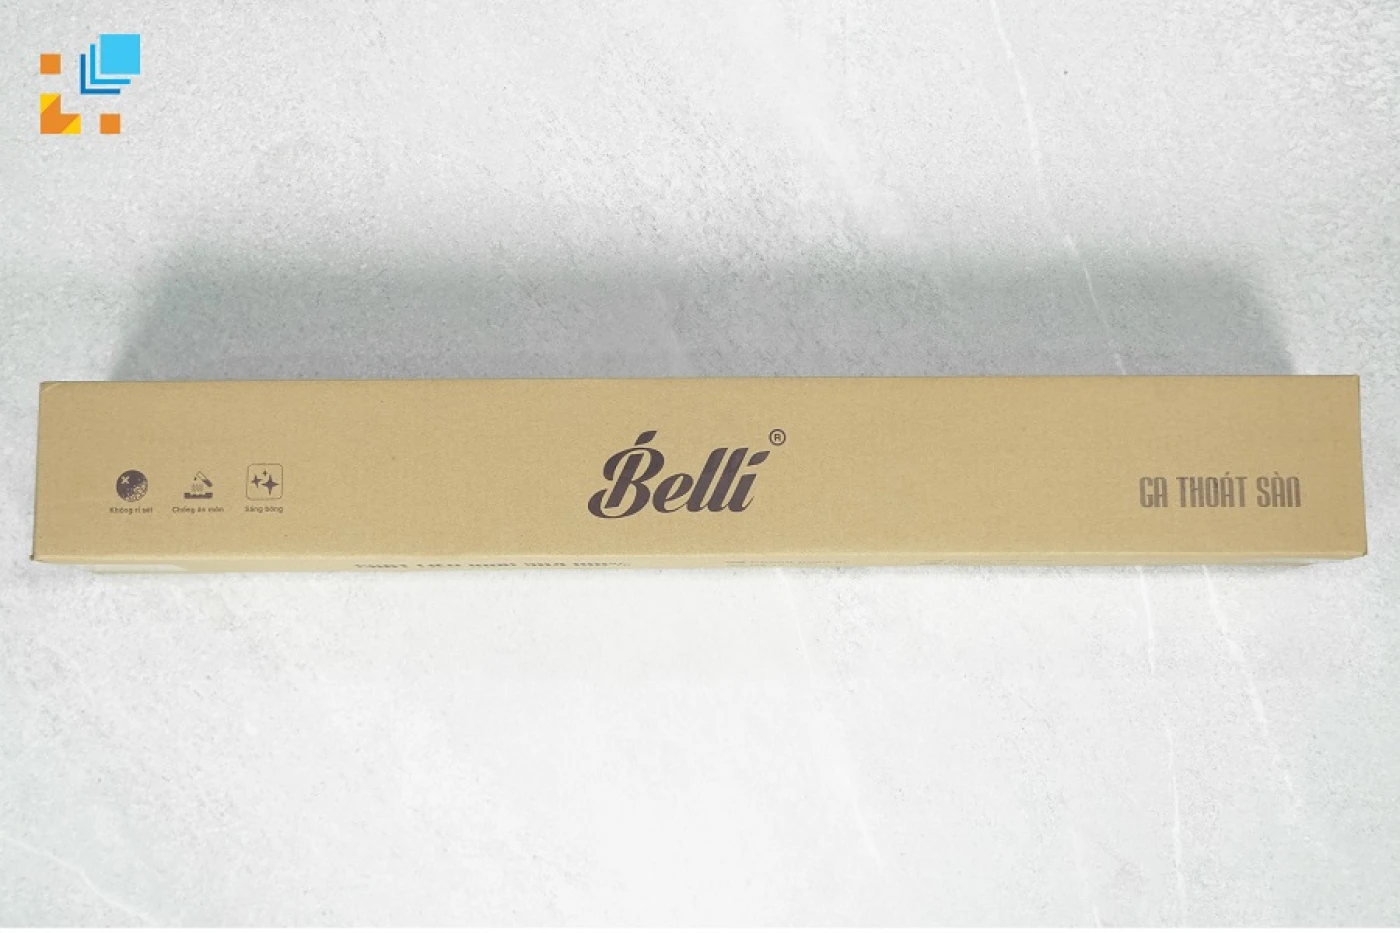 Belli ®
Không rỉ sét
Chống ăn mòn
Sáng bóng
GA THOÁT SÀN